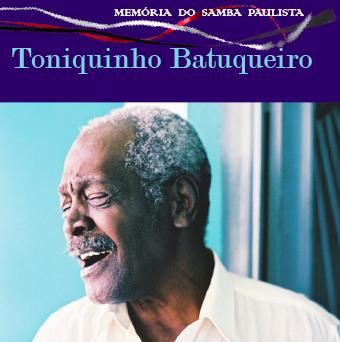 MEMÓRIA DO SAMBA PAULISTA
Toniquinho Batuqueiro